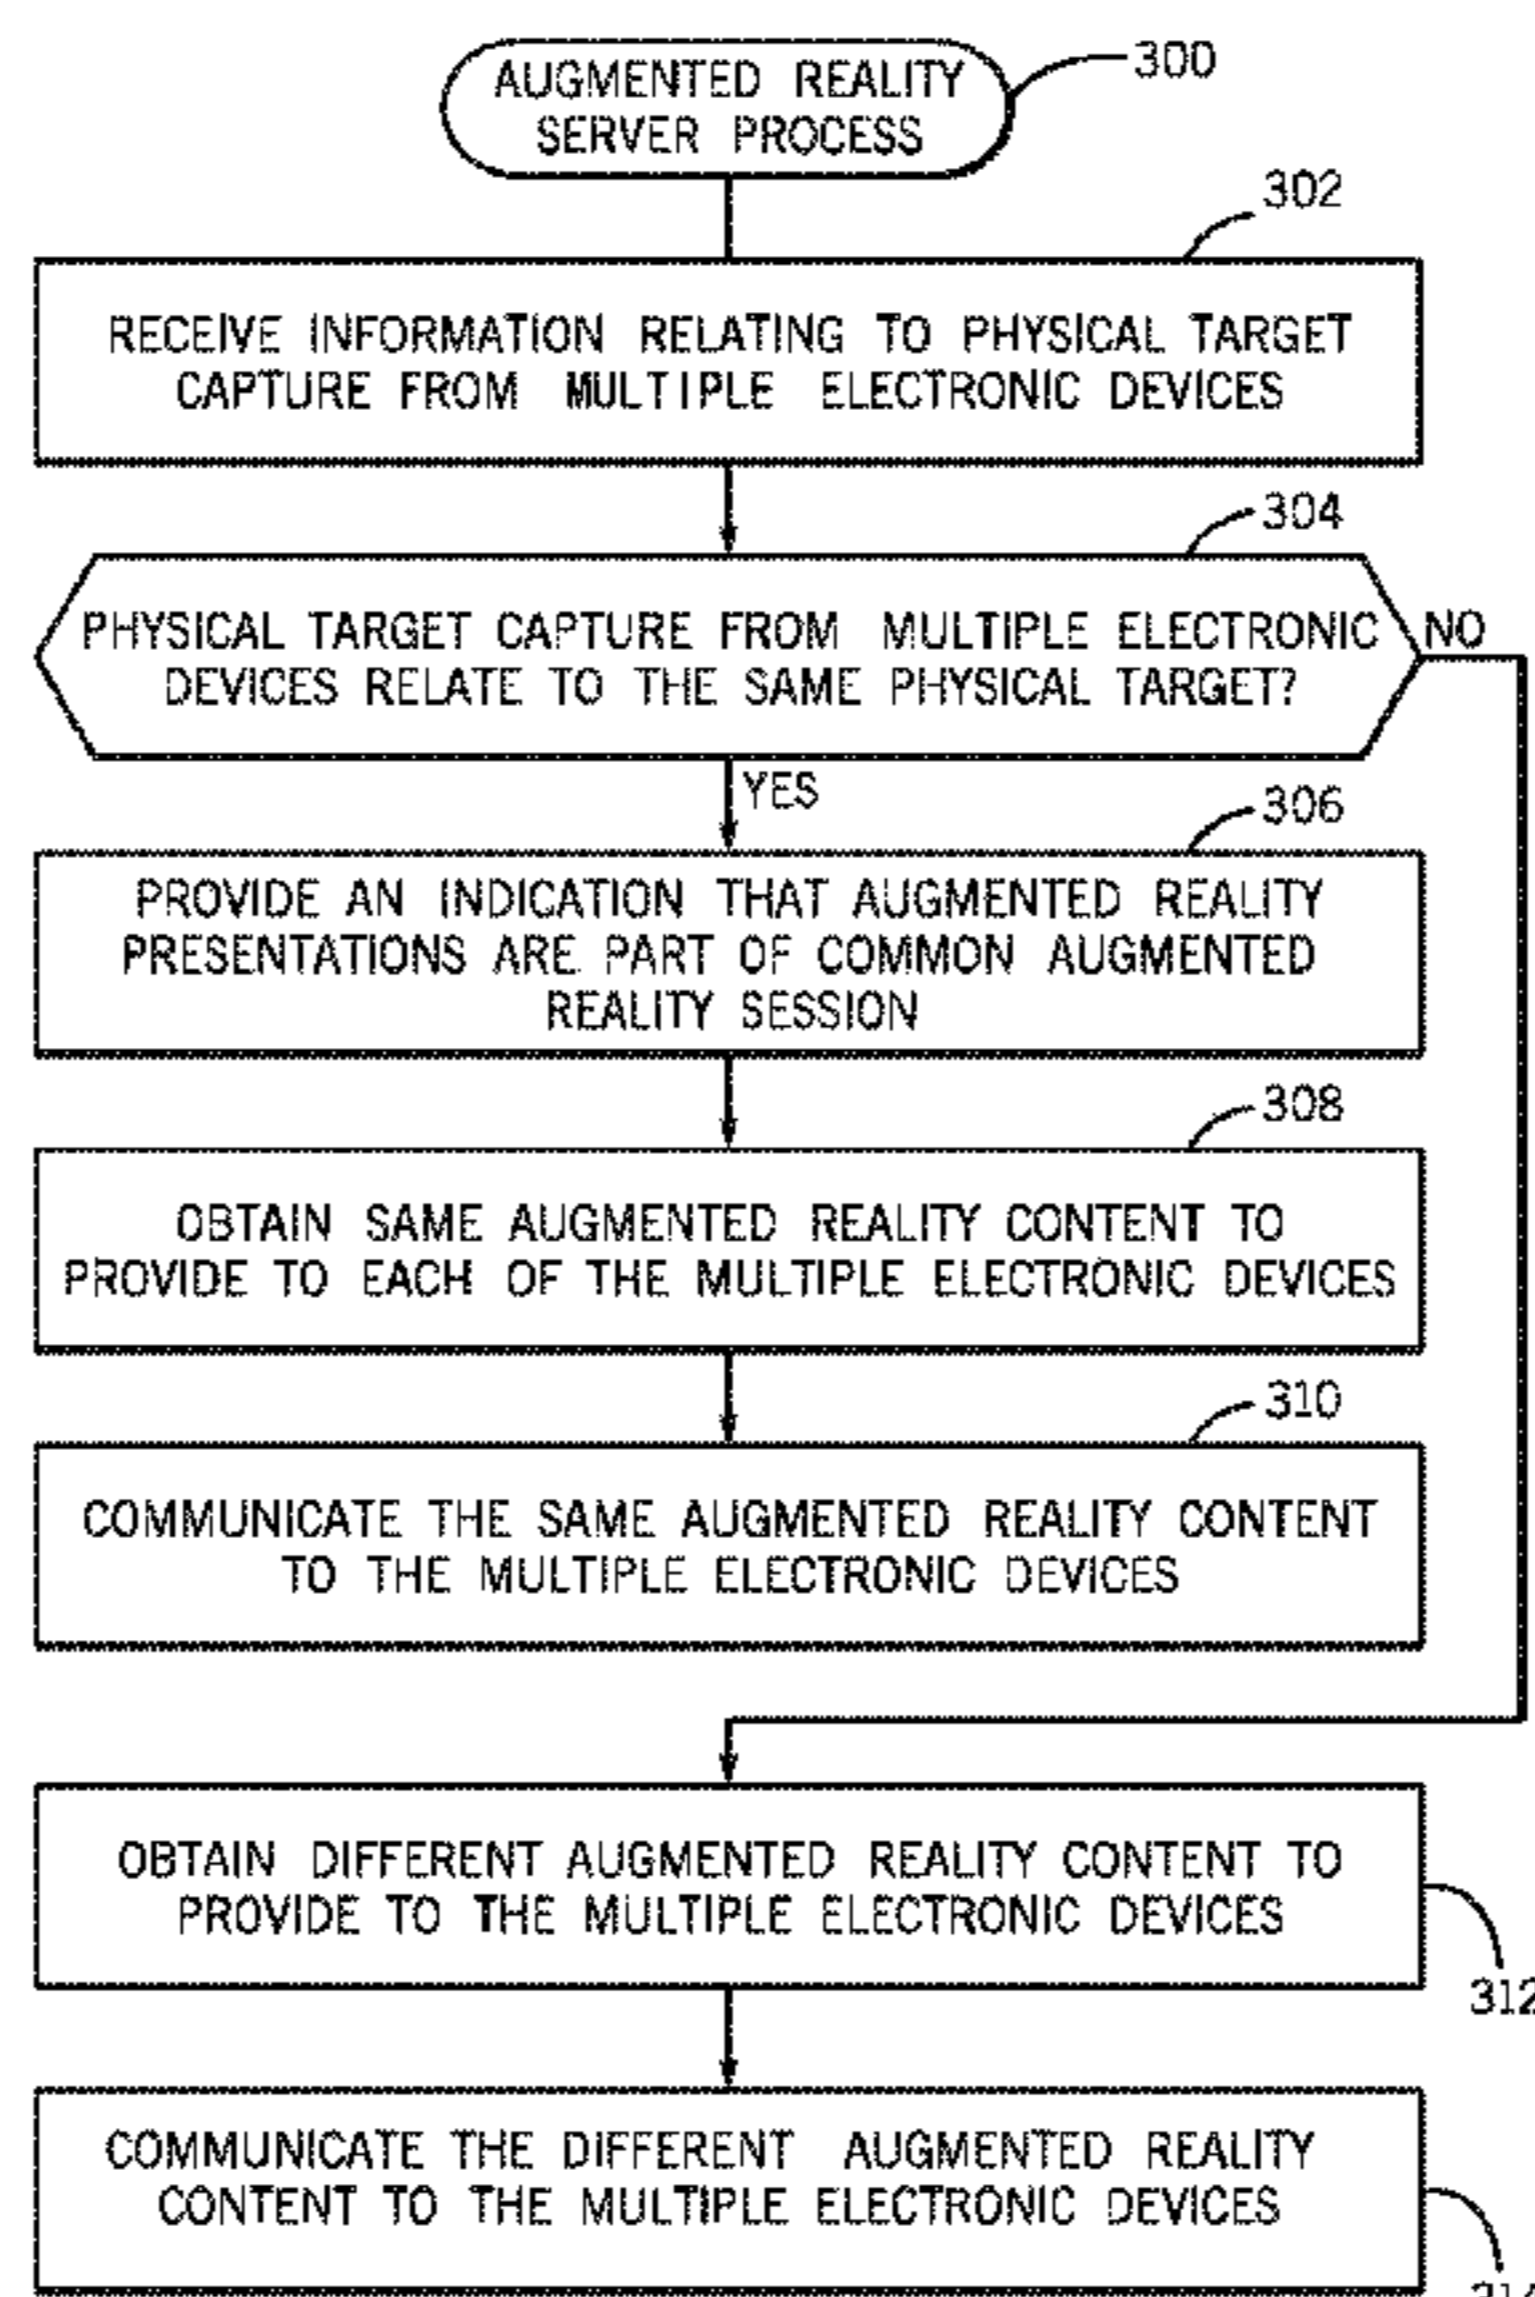 AUGMENTED REALITY
SERVER PROCESS
300
302
RECEIVE INFORMATION RELATING TO PHYSICAL TARGET
CAPTURE FROM MULTIPLE ELECTRONIC DEVICES
304
PHYSICAL TARGET CAPTURE FROM MULTIPLE ELECTRONIC
DEVICES RELATE TO THE SAME PHYSICAL TARGET?
NO
YES
306
PROVIDE AN INDICATION THAT AUGMENTED REALITY
PRESENTATIONS ARE PART OF COMMON AUGMENTED
REALITY SESSION
308
OBTAIN SAME AUGMENTED REALITY CONTENT TO
PROVIDE TO EACH OF THE MULTIPLE ELECTRONIC DEVICES
310
COMMUNICATE THE SAME AUGMENTED REALITY CONTENT
TO THE MULTIPLE ELECTRONIC DEVICES
OBTAIN DIFFERENT AUGMENTED REALITY CONTENT TO
PROVIDE TO THE MULTIPLE ELECTRONIC DEVICES
312
COMMUNICATE THE DIFFERENT AUGMENTED REALITY
CONTENT TO THE MULTIPLE ELECTRONIC DEVICES